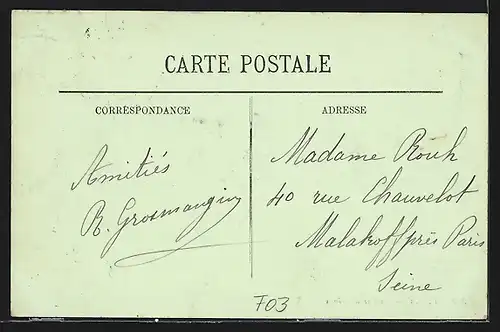 CARTE POSTALE
CORRESPONDANCE
ADRESSE
Amitiés
R. Grosmangin
Madame Rouh
40 rue Chauvelot
Malakoff près Paris
Seine
F03